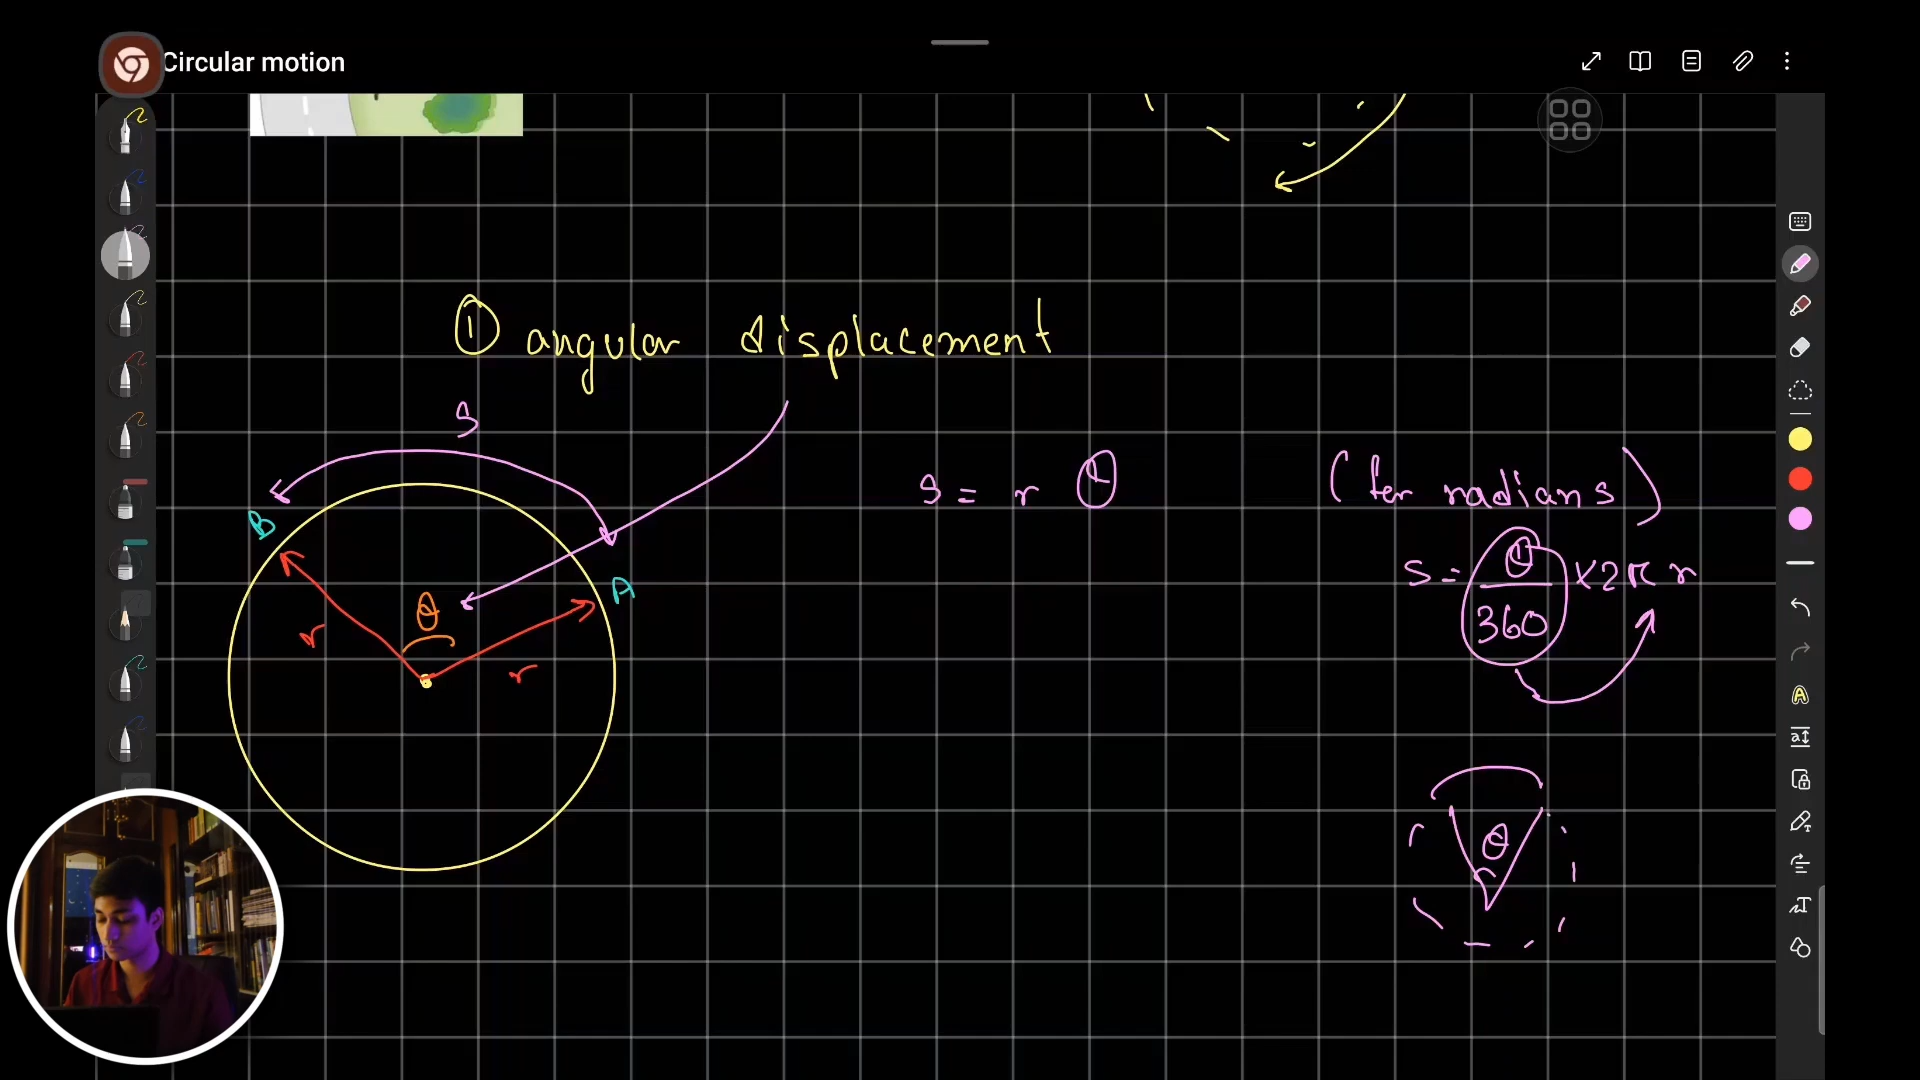 Circular motion
① angular displacement
s
s = r θ
(for radians)
B
A
s = θ/360 × 2π r
θ
r
r
θ